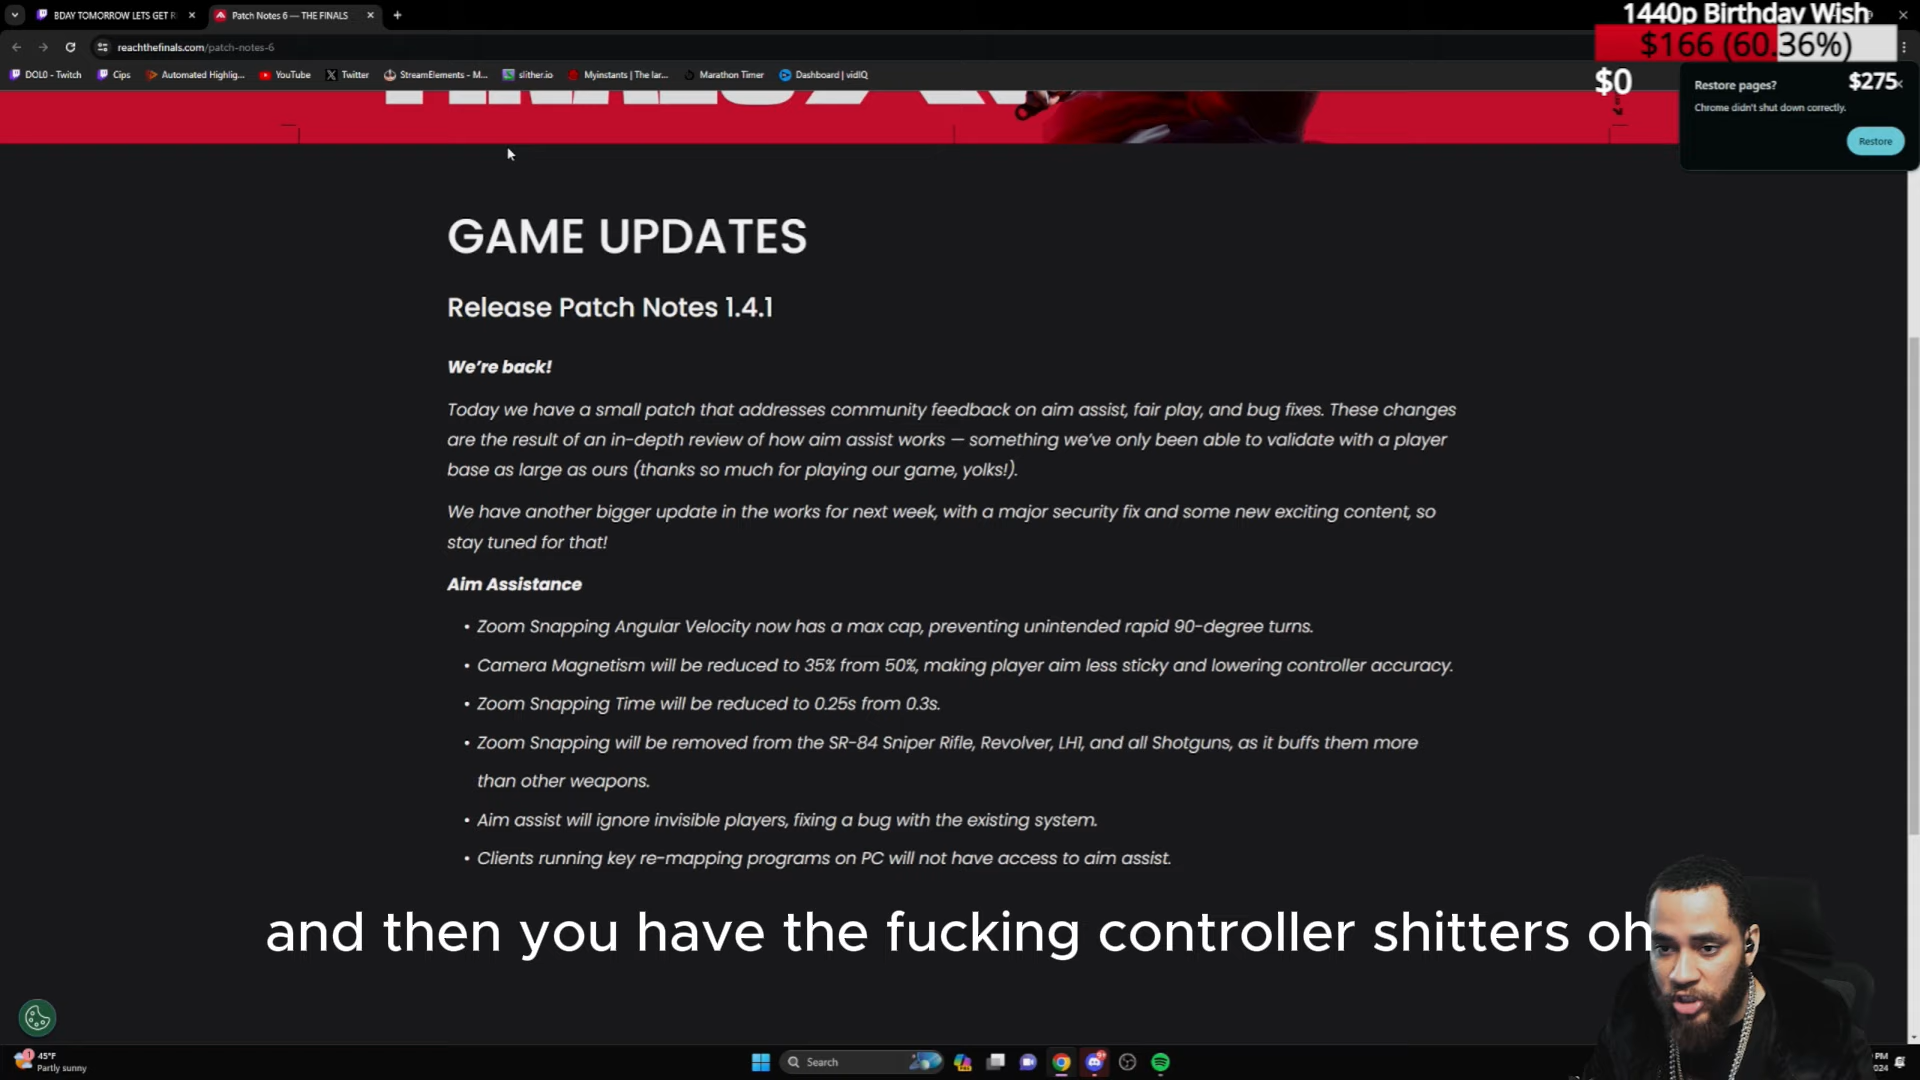 BDAY TOMORROW LETS GET R
Patch Notes 6 — THE FINALS
1440p Birthday Wish
reachthefinals.com/patch-notes-6
$166 (60.36%)
DOL0 - Twitch
Clips
Automated Highlig...
YouTube
Twitter
StreamElements - M...
slither.io
Myinstants | The lar...
Marathon Timer
Dashboard | vidIQ
$0
$275
Restore pages?
Chrome didn't shut down correctly.
Restore
GAME UPDATES
Release Patch Notes 1.4.1
We're back!
Today we have a small patch that addresses community feedback on aim assist, fair play, and bug fixes. These changes
are the result of an in-depth review of how aim assist works — something we've only been able to validate with a player
base as large as ours (thanks so much for playing our game, yolks!).
We have another bigger update in the works for next week, with a major security fix and some new exciting content, so
stay tuned for that!
Aim Assistance
• Zoom Snapping Angular Velocity now has a max cap, preventing unintended rapid 90-degree turns.
• Camera Magnetism will be reduced to 35% from 50%, making player aim less sticky and lowering controller accuracy.
• Zoom Snapping Time will be reduced to 0.25s from 0.3s.
• Zoom Snapping will be removed from the SR-84 Sniper Rifle, Revolver, LH1, and all Shotguns, as it buffs them more
than other weapons.
• Aim assist will ignore invisible players, fixing a bug with the existing system.
• Clients running key re-mapping programs on PC will not have access to aim assist.
and then you have the fucking controller shitters oh
45°F
Partly sunny
Search
PM
2024